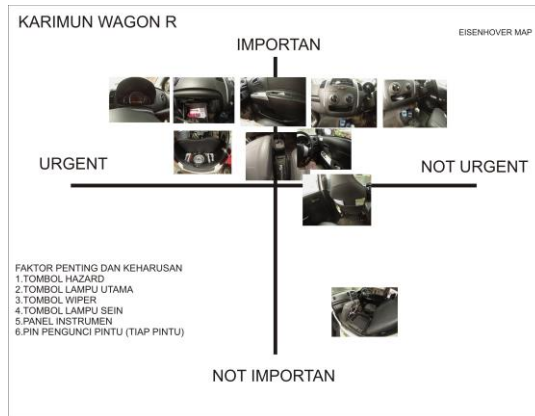 KARIMUN WAGON R
EISENHOVER MAP
IMPORTAN
URGENT
NOT URGENT
FAKTOR PENTING DAN KEHARUSAN
1.TOMBOL HAZARD
2.TOMBOL LAMPU UTAMA
3.TOMBOL WIPER
4.TOMBOL LAMPU SEIN
5.PANEL INSTRUMEN
6.PIN PENGUNCI PINTU (TIAP PINTU)
NOT IMPORTAN